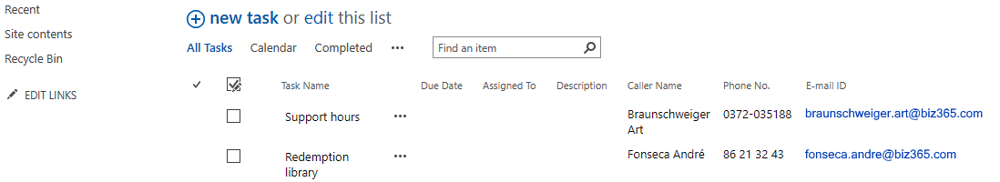 Recent
Site contents
Recycle Bin
EDIT LINKS
new task or edit this list
All Tasks Calendar Completed ••• Find an item
Task Name Due Date Assigned To Description Caller Name Phone No. E-mail ID
Support hours ••• Braunschweiger 0372-035188 braunschweiger.art@biz365.com
Art
Redemption ••• Fonseca André 86 21 32 43 fonseca.andre@biz365.com
library